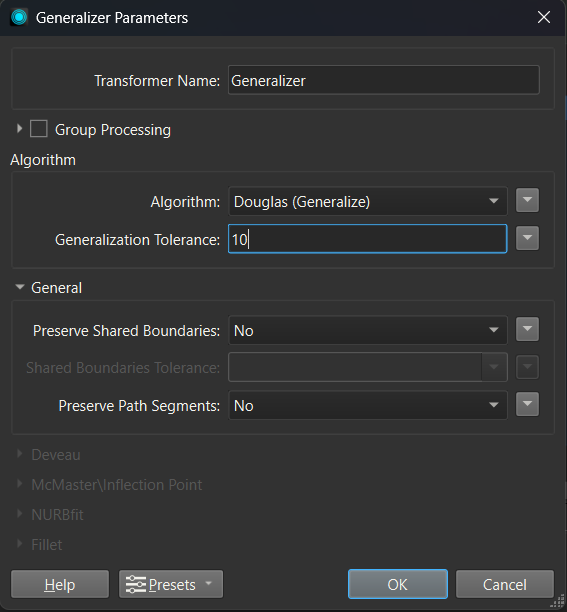 Generalizer Parameters
Transformer Name: Generalizer
Group Processing
Algorithm
Algorithm: Douglas (Generalize)
Generalization Tolerance: 10
General
Preserve Shared Boundaries: No
Shared Boundaries Tolerance:
Preserve Path Segments: No
Deveau
McMaster\Inflection Point
NURBfit
Fillet
Help Presets OK Cancel